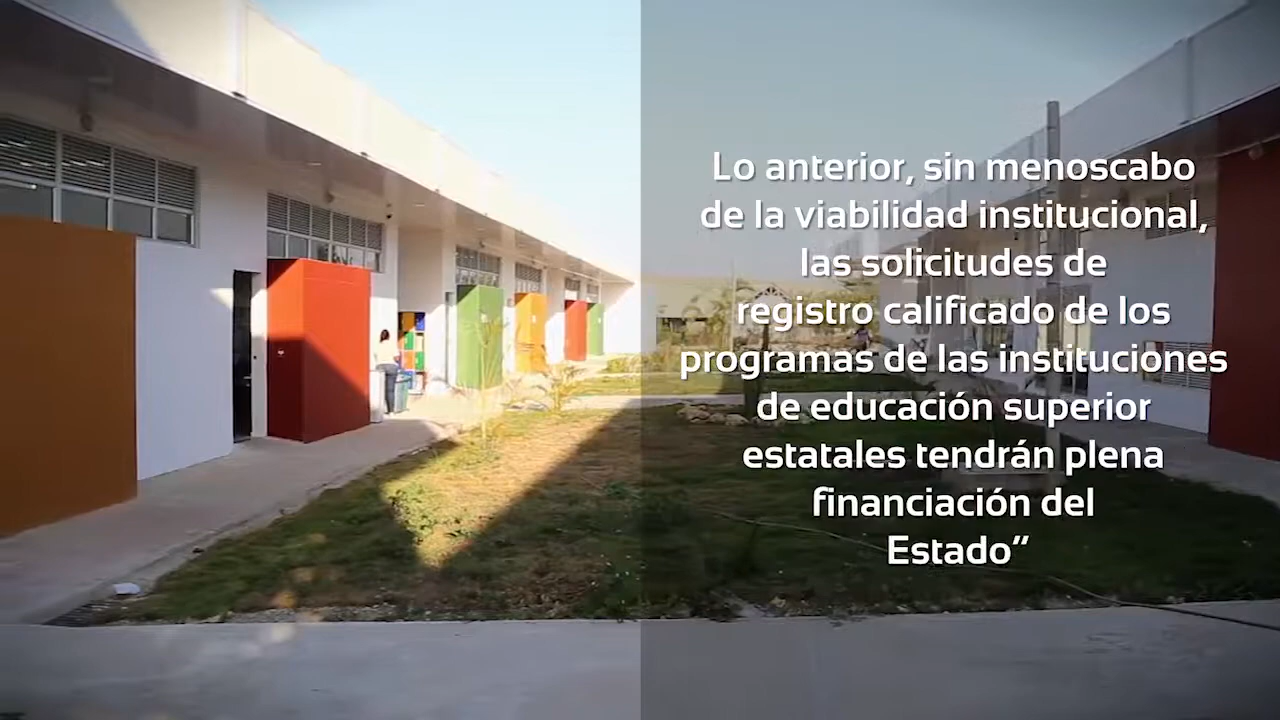 Lo anterior, sin menoscabo
de la viabilidad institucional,
las solicitudes de
registro calificado de los
programas de las instituciones
de educación superior
estatales tendrán plena
financiación del
Estado”